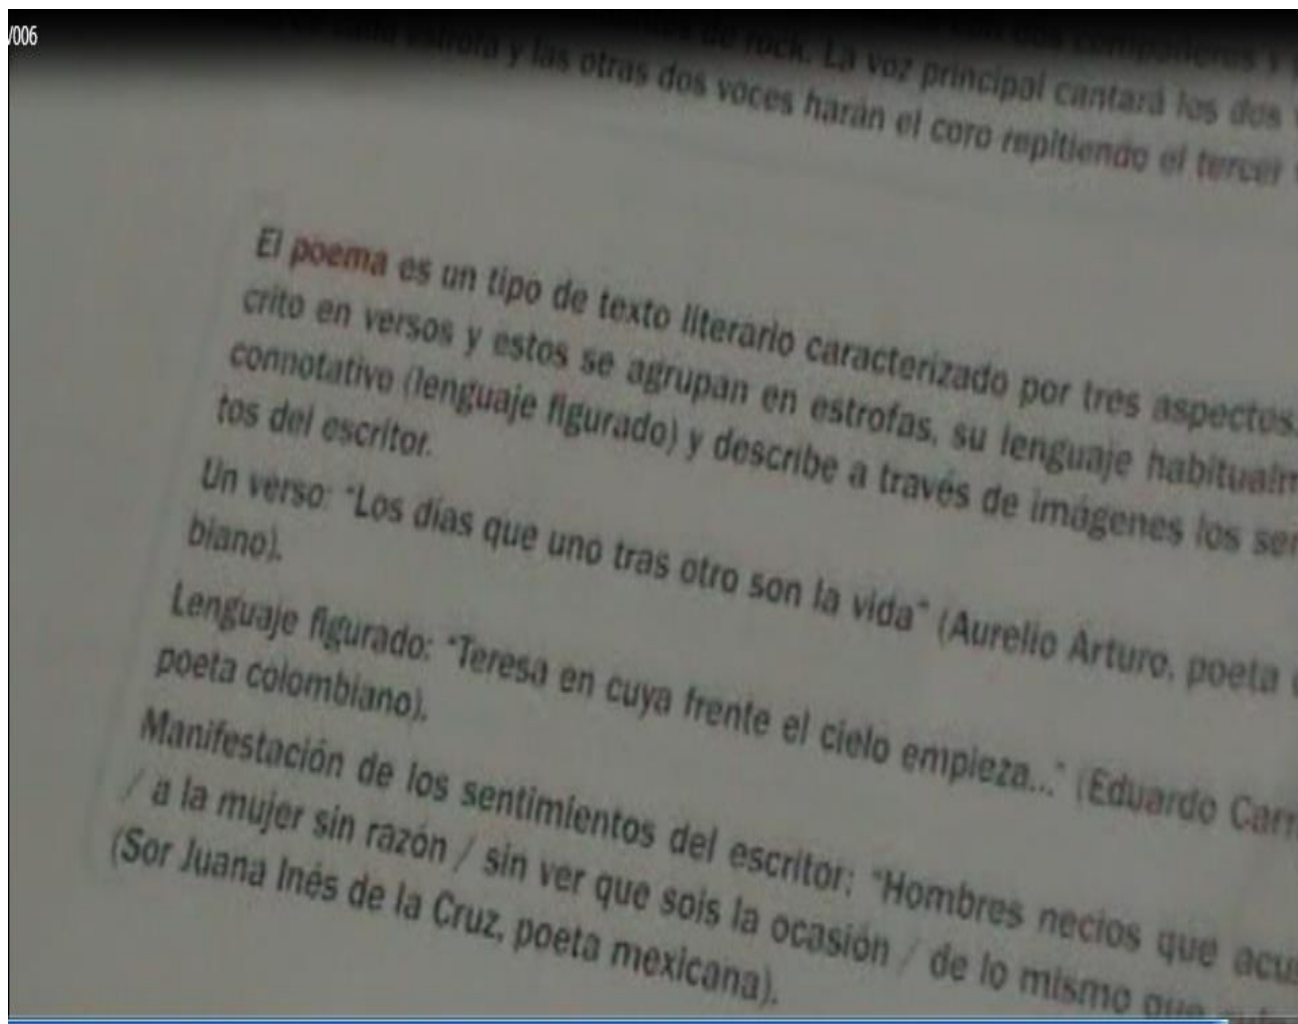 /006
de rock. La voz principal cantará los dos
estrofa y las otras dos voces harán el coro repitiendo el tercer
El poema es un tipo de texto literario caracterizado por tres aspectos.
crito en versos y estos se agrupan en estrofas, su lenguaje habitualm
connotativo (lenguaje figurado) y describe a través de imágenes los sen
tos del escritor.
Un verso: "Los días que uno tras otro son la vida" (Aurelio Arturo, poeta
biano).
Lenguaje figurado: "Teresa en cuya frente el cielo empieza..." (Eduardo Carr
poeta colombiano).
Manifestación de los sentimientos del escritor: "Hombres necios que acus
/ a la mujer sin razón / sin ver que sois la ocasión / de lo mismo que
(Sor Juana Inés de la Cruz, poeta mexicana).